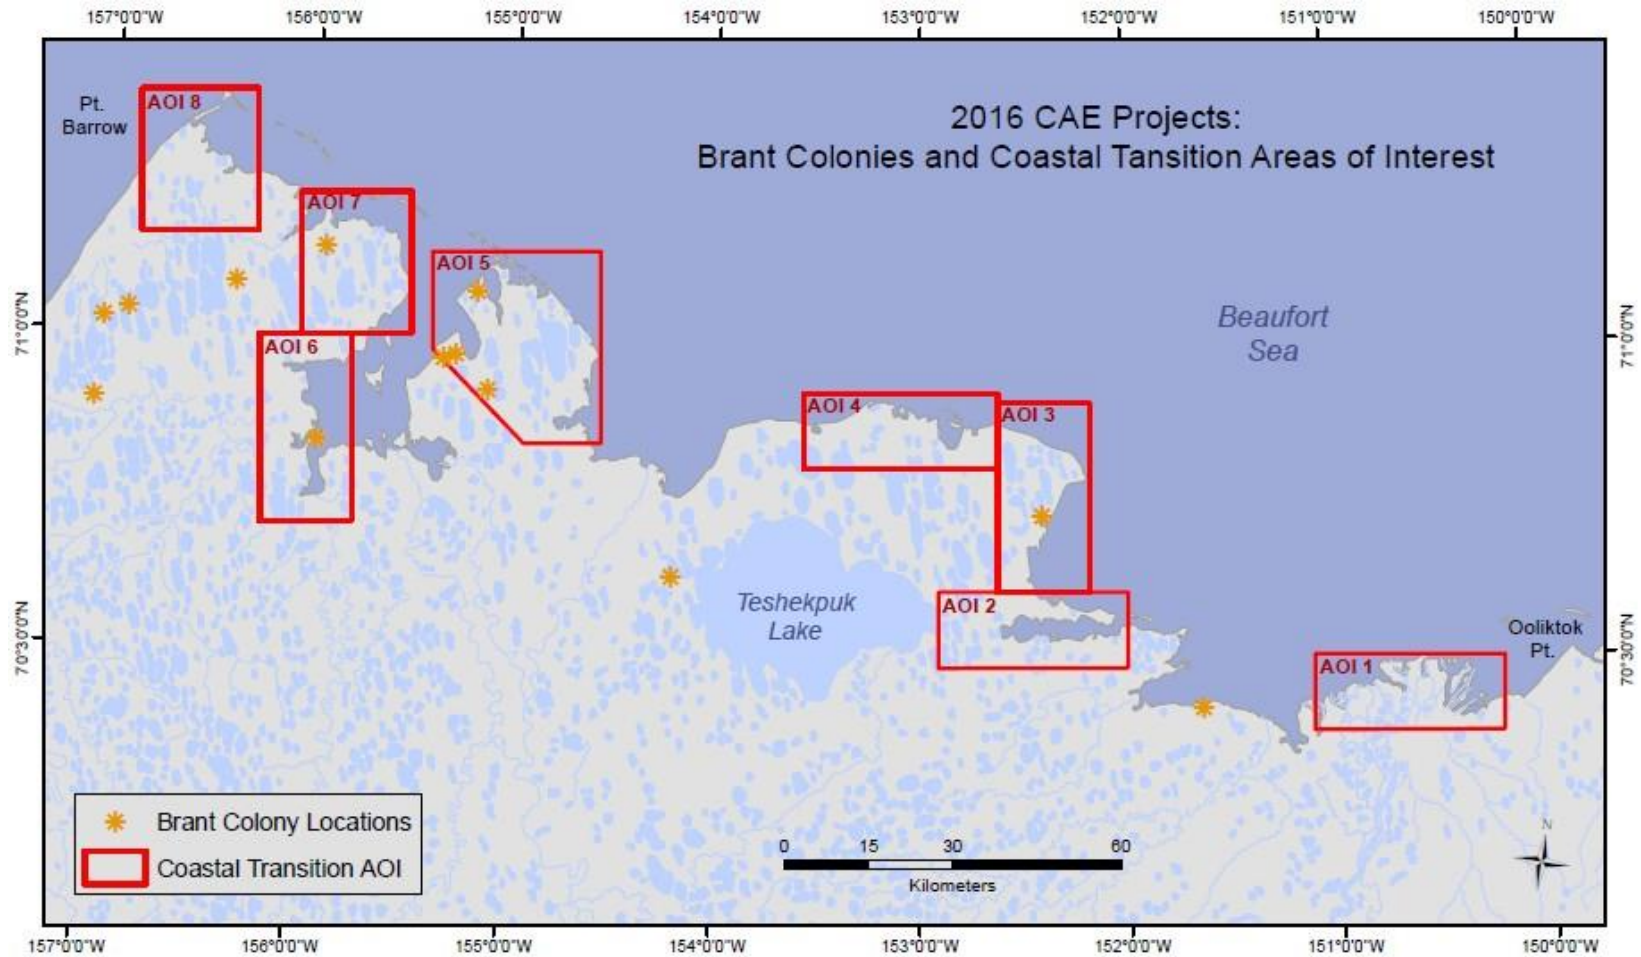 157°0'0"W 156°0'0"W 155°0'0"W 154°0'0"W 153°0'0"W 152°0'0"W 151°0'0"W 150°0'0"W
Pt.
Barrow
AOI 8
2016 CAE Projects:
Brant Colonies and Coastal Tansition Areas of Interest
AOI 7
AOI 5
71°0'0"N
AOI 6
Beaufort
Sea
71°0'0"N
AOI 4
AOI 3
Teshekpuk
Lake
AOI 2
70°30'0"N
Ooliktok
Pt.
70°30'0"N
AOI 1
Brant Colony Locations
Coastal Transition AOI
0 15 30 60
Kilometers
N
157°0'0"W 156°0'0"W 155°0'0"W 154°0'0"W 153°0'0"W 152°0'0"W 151°0'0"W 150°0'0"W